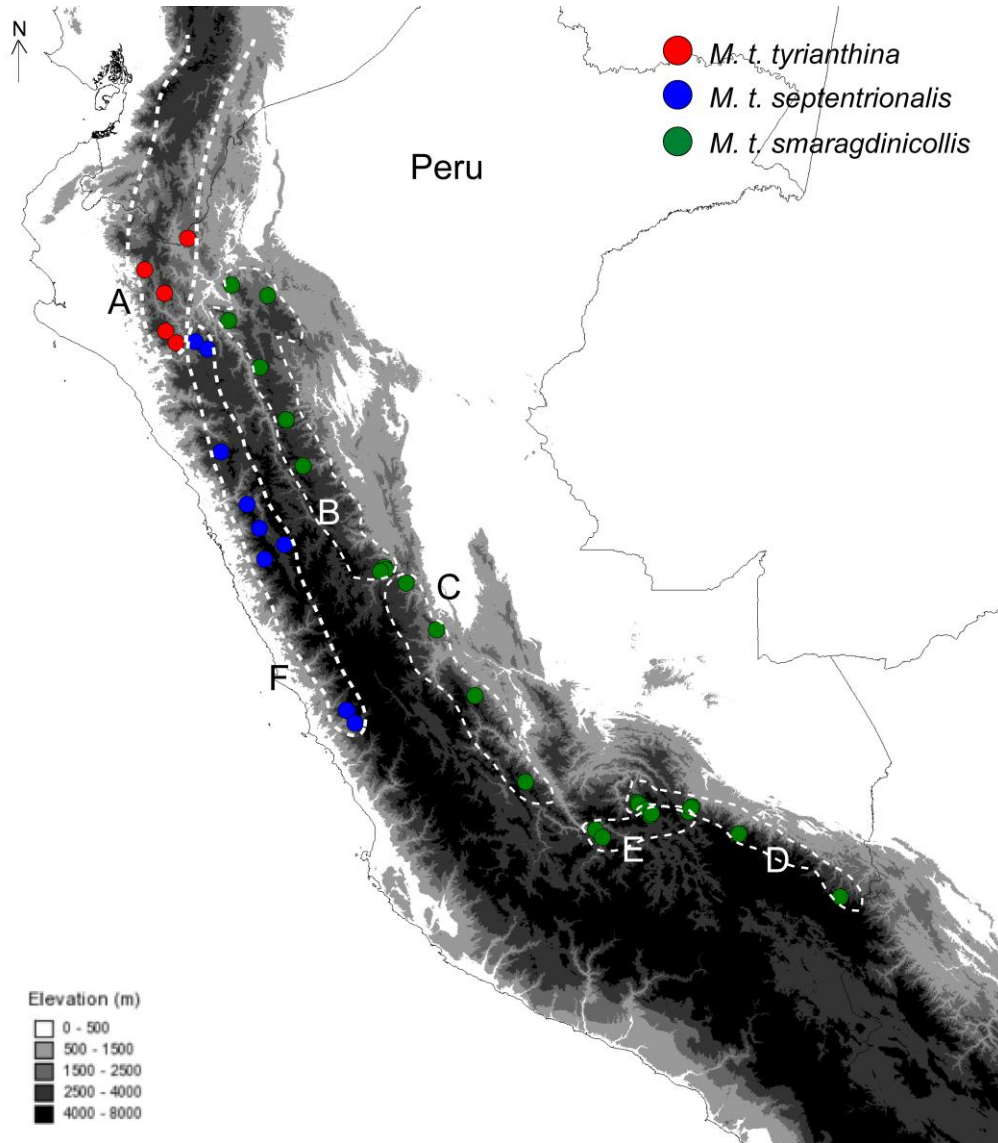 N
M. t. tyrianthina
M. t. septentrionalis
M. t. smaragdinicollis
Peru
A
B
C
F
E
D
Elevation (m)
0 - 500
500 - 1500
1500 - 2500
2500 - 4000
4000 - 8000